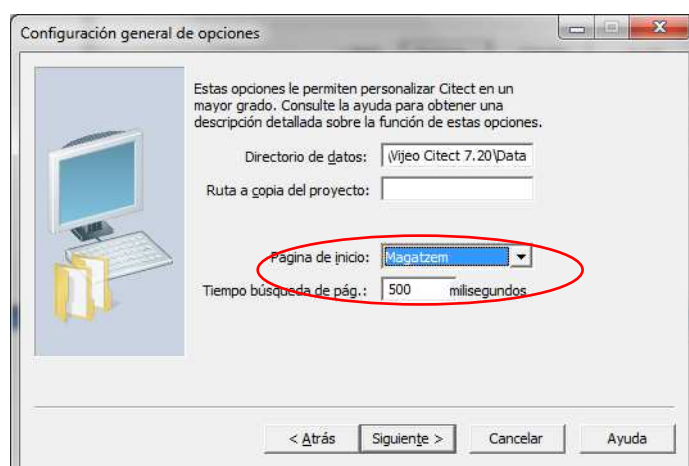 Configuración general de opciones
Estas opciones le permiten personalizar Citect en un
mayor grado. Consulte la ayuda para obtener una
descripción detallada sobre la función de estas opciones.
Directorio de datos: \Vijeo Citect 7.20\Data
Ruta a copia del proyecto:
Página de inicio: Magatzem
Tiempo búsqueda de pág.: 500 milisegundos
< Atrás Siguiente > Cancelar Ayuda